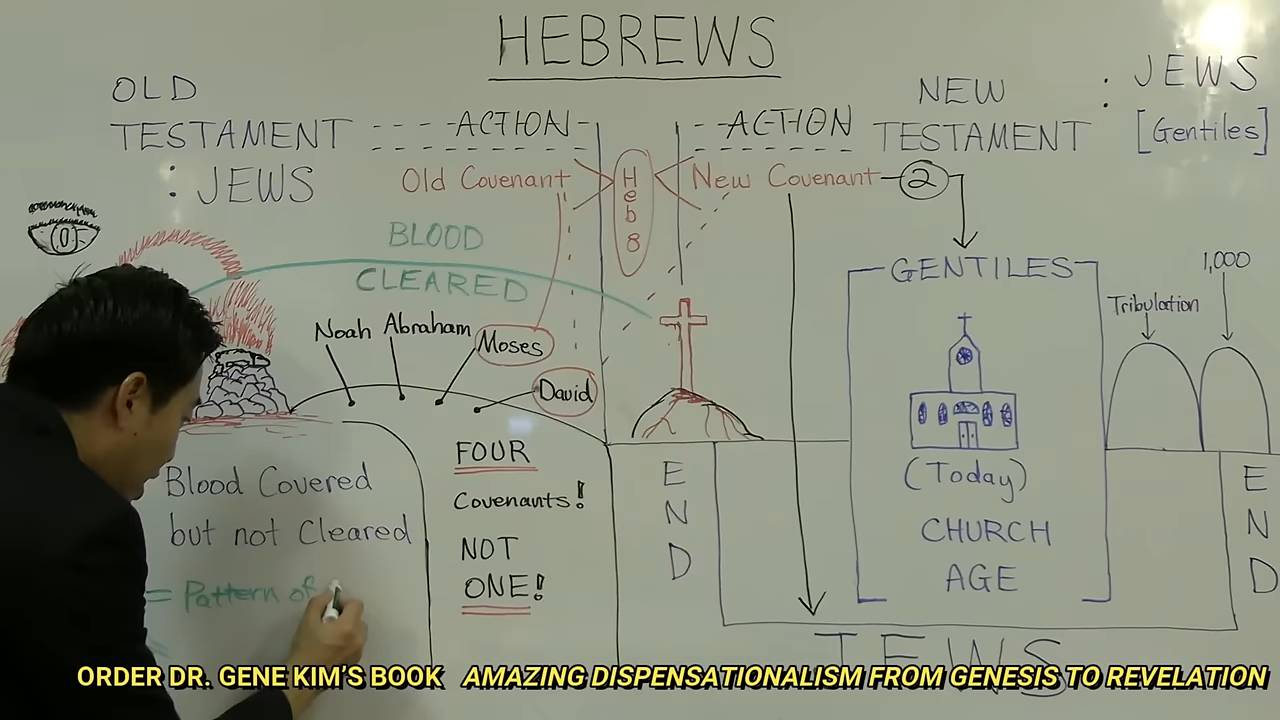 HEBREWS
OLD
TESTAMENT
: JEWS
ACTION
Old Covenant
Heb 8
ACTION
New Covenant
2
NEW
TESTAMENT
: JEWS
[Gentiles]
BLOOD
CLEARED
Noah
Abraham
Moses
David
Blood Covered
but not Cleared
= Pattern of
FOUR
Covenants!
NOT
ONE!
END
GENTILES
(Today)
CHURCH
AGE
Tribulation
1,000
END
JEWS
ORDER DR. GENE KIM'S BOOK AMAZING DISPENSATIONALISM FROM GENESIS TO REVELATION